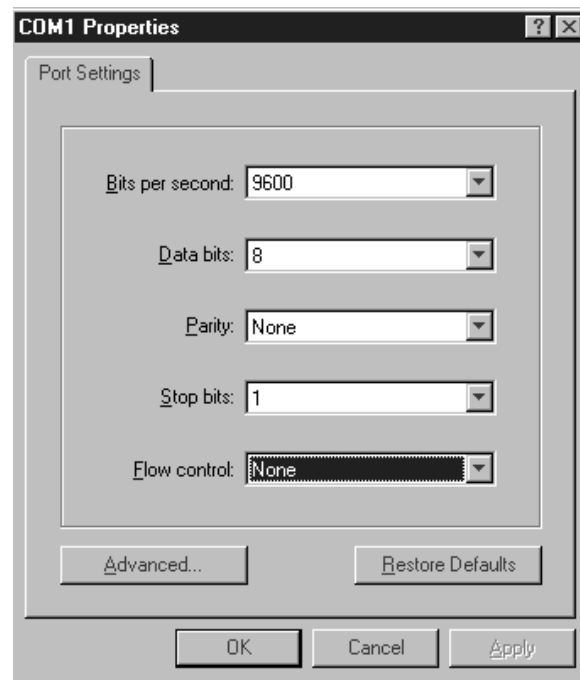 COM1 Properties
Port Settings
Bits per second: 9600
Data bits: 8
Parity: None
Stop bits: 1
Flow control: None
Advanced... Restore Defaults
OK Cancel Apply